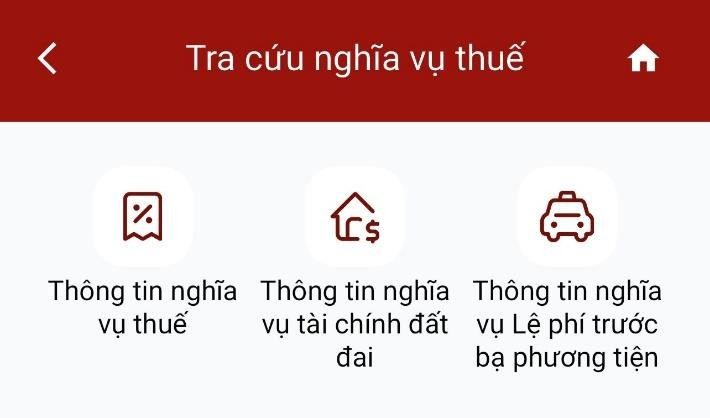 Tra cứu nghĩa vụ thuế
Thông tin nghĩa
vụ thuế
Thông tin nghĩa
vụ tài chính đất
đai
Thông tin nghĩa
vụ Lệ phí trước
bạ phương tiện